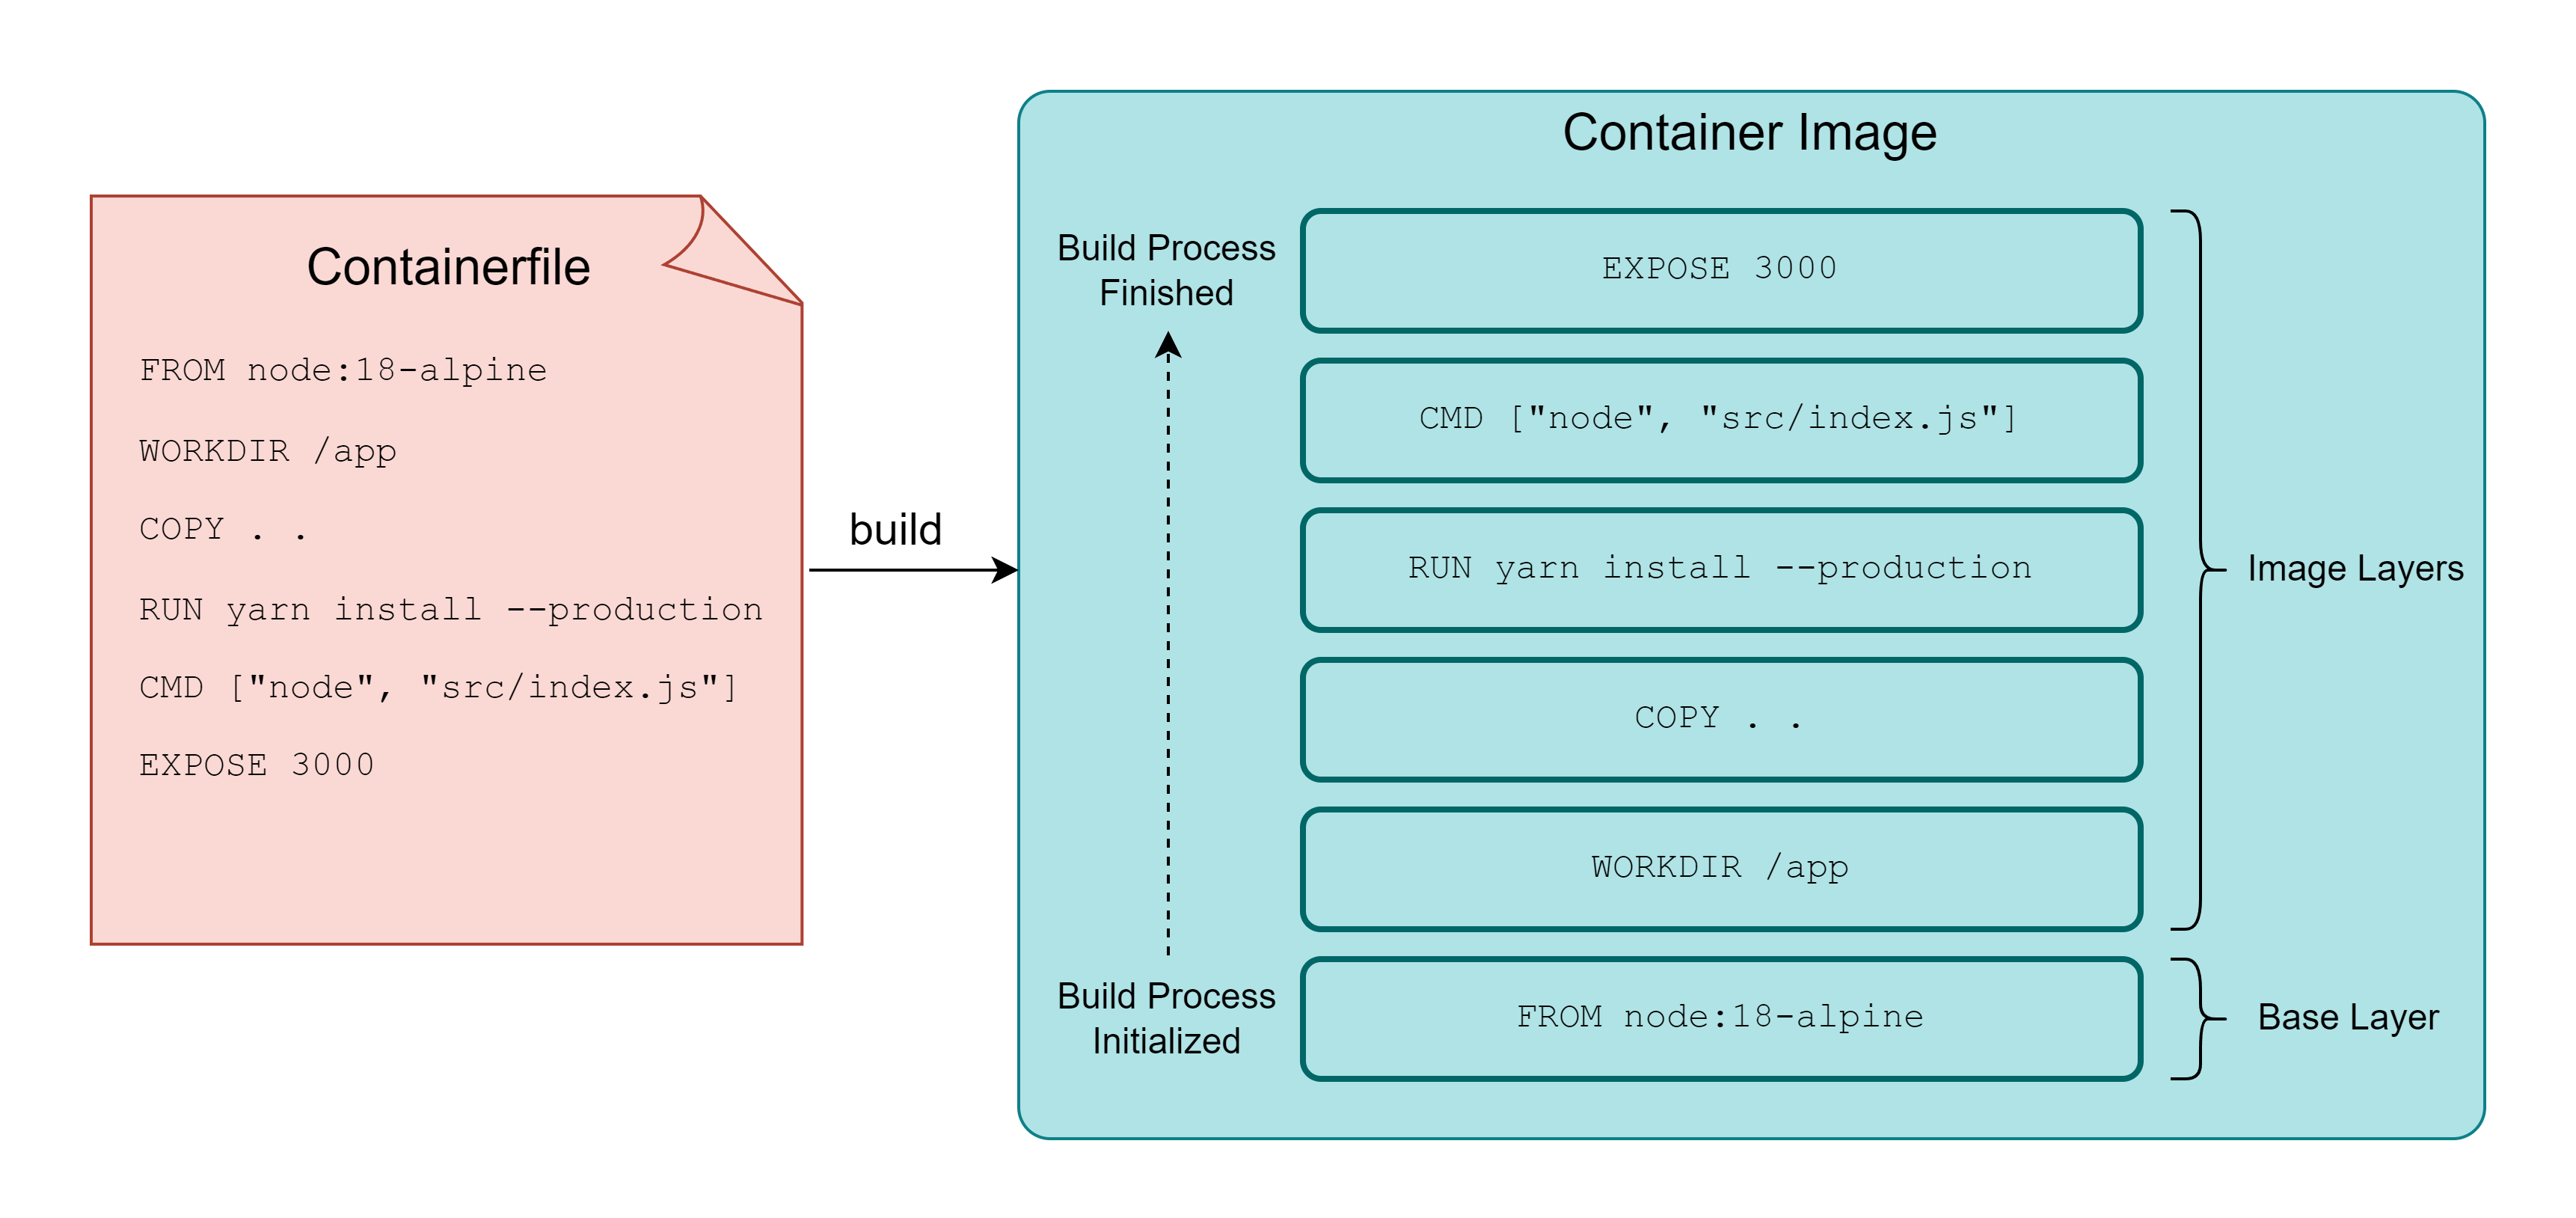 Containerfile
FROM node:18-alpine
WORKDIR /app
COPY . .
RUN yarn install --production
CMD ["node", "src/index.js"]
EXPOSE 3000
build
Container Image
Build Process
Finished
EXPOSE 3000
CMD ["node", "src/index.js"]
RUN yarn install --production
COPY . .
WORKDIR /app
Image Layers
Build Process
Initialized
FROM node:18-alpine
Base Layer